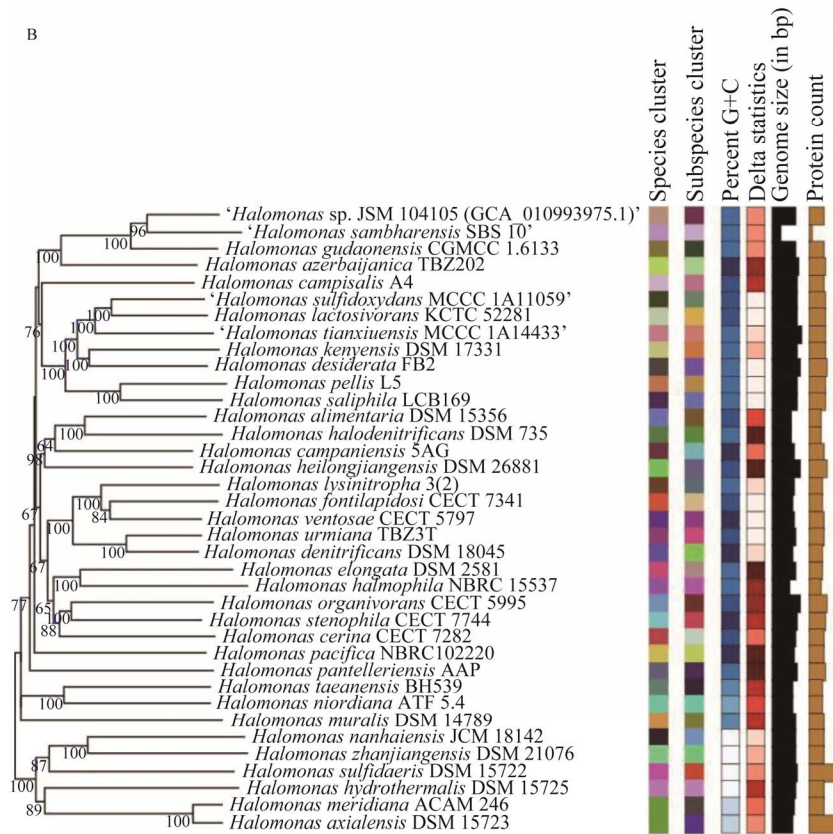 B
Species cluster
Subspecies cluster
Percent G+C
Delta statistics
Genome size (in bp)
Protein count
'Halomonas sp. JSM 104105 (GCA_010993975.1)'
96
'Halomonas sambharensis SBS 10'
100
Halomonas gudaonensis CGMCC 1.6133
100
Halomonas azerbaijanica TBZ202
Halomonas campisalis A4
'Halomonas sulfidoxydans MCCC 1A11059'
100
Halomonas lactosivorans KCTC 52281
100
76
'Halomonas tianxiuensis MCCC 1A14433'
100
Halomonas kenyensis DSM 17331
100
Halomonas desiderata FB2
100
Halomonas pellis L5
100
Halomonas saliphila LCB169
Halomonas alimentaria DSM 15356
100
Halomonas halodenitrificans DSM 735
64
Halomonas campaniensis 5AG
98
Halomonas heilongjiangensis DSM 26881
Halomonas lysinitropha 3(2)
100
Halomonas fontilapidosi CECT 7341
67
84
Halomonas ventosae CECT 5797
100
Halomonas urmiana TBZ3T
100
Halomonas denitrificans DSM 18045
67
Halomonas elongata DSM 2581
100
Halomonas halmophila NBRC 15537
77
65
Halomonas organivorans CECT 5995
100
Halomonas stenophila CECT 7744
88
Halomonas cerina CECT 7282
Halomonas pacifica NBRC102220
Halomonas pantelleriensis AAP
Halomonas taeanensis BH539
100
Halomonas niordiana ATF 5.4
Halomonas muralis DSM 14789
Halomonas nanhaiensis JCM 18142
100
Halomonas zhanjiangensis DSM 21076
87
Halomonas sulfidaeris DSM 15722
100
Halomonas hydrothermalis DSM 15725
89
Halomonas meridiana ACAM 246
100
Halomonas axialensis DSM 15723